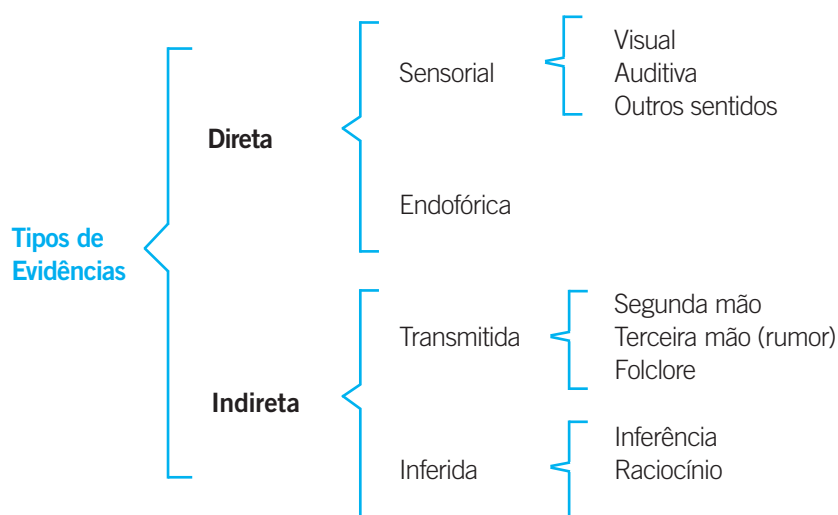 Tipos de
Evidências
Direta
Sensorial
Visual
Auditiva
Outros sentidos
Endofórica
Indireta
Transmitida
Segunda mão
Terceira mão (rumor)
Folclore
Inferida
Inferência
Raciocínio